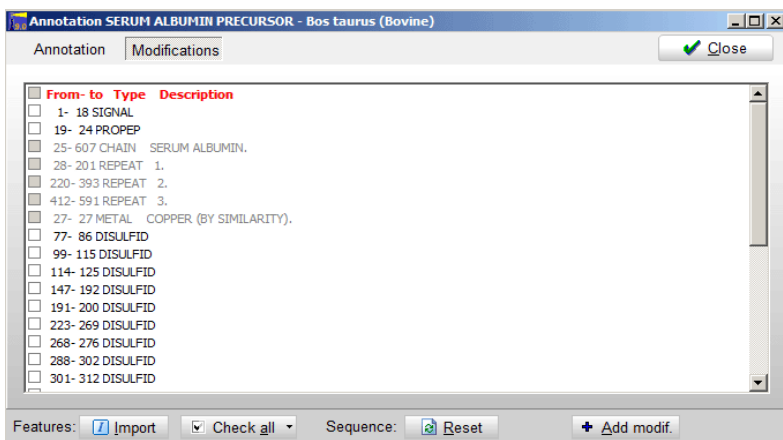 Annotation SERUM ALBUMIN PRECURSOR - Bos taurus (Bovine)
Annotation Modifications Close
From- to Type Description
1- 18 SIGNAL
19- 24 PROPEP
25- 607 CHAIN SERUM ALBUMIN.
28- 201 REPEAT 1.
220- 393 REPEAT 2.
412- 591 REPEAT 3.
27- 27 METAL COPPER (BY SIMILARITY).
77- 86 DISULFID
99- 115 DISULFID
114- 125 DISULFID
147- 192 DISULFID
191- 200 DISULFID
223- 269 DISULFID
268- 276 DISULFID
288- 302 DISULFID
301- 312 DISULFID
Features: Import Check all Sequence: Reset Add modif.